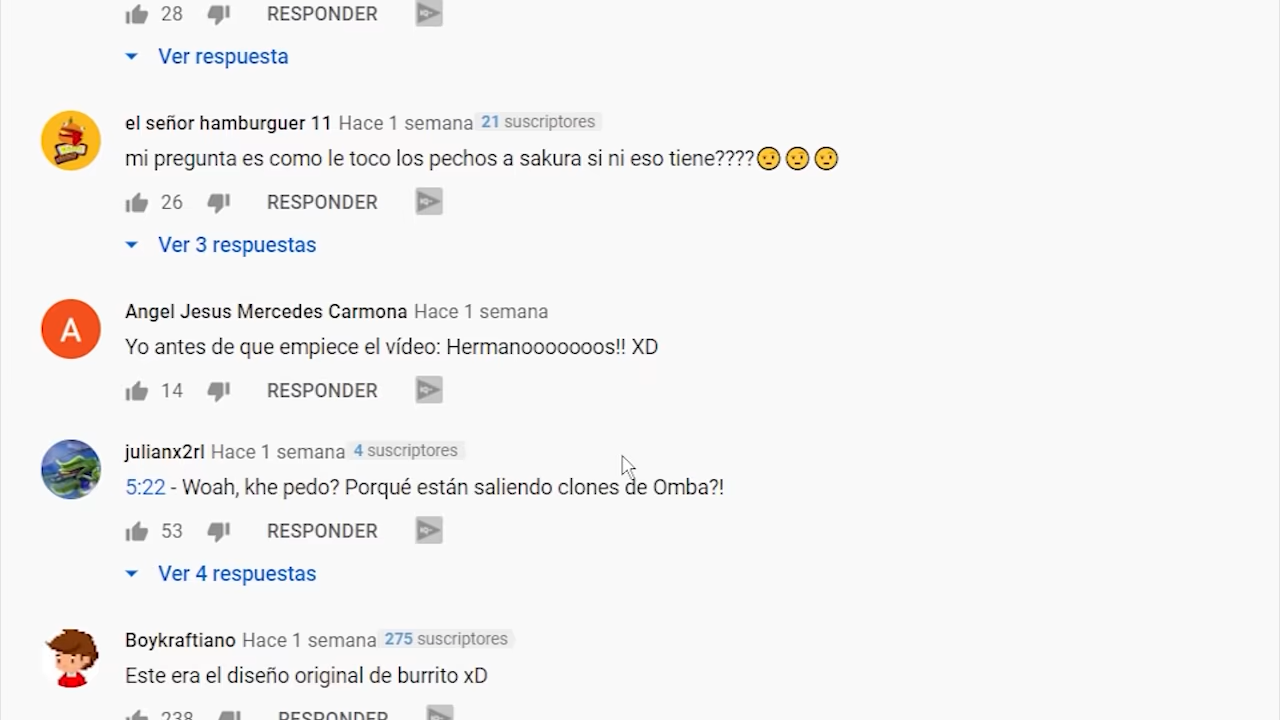 28 RESPONDER
Ver respuesta
el señor hamburguer 11 Hace 1 semana 21 suscriptores
mi pregunta es como le toco los pechos a sakura si ni eso tiene????😏😏😏
26 RESPONDER
Ver 3 respuestas
A
Angel Jesus Mercedes Carmona Hace 1 semana
Yo antes de que empiece el vídeo: Hermanooooooos!! XD
14 RESPONDER
julianx2rl Hace 1 semana 4 suscriptores
5:22 - Woah, khe pedo? Porqué están saliendo clones de Omba?!
53 RESPONDER
Ver 4 respuestas
Boykraftiano Hace 1 semana 275 suscriptores
Este era el diseño original de burrito xD
238 RESPONDER